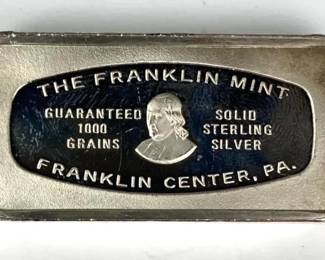 THE FRANKLIN MINT
GUARANTEED
1000
GRAINS
SOLID
STERLING
SILVER
FRANKLIN CENTER, PA.